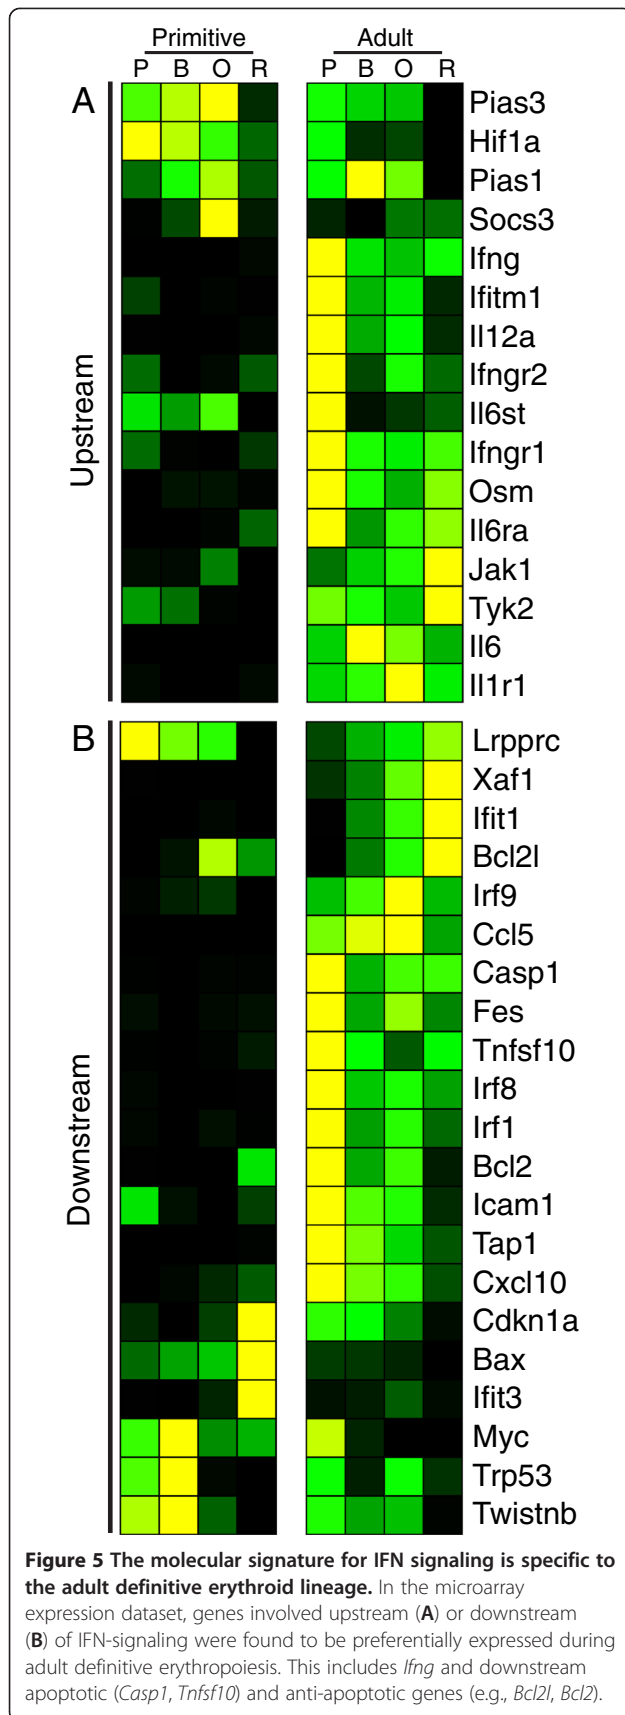 Primitive Adult
P B O R P B O R
A
Upstream
Pias3
Hif1a
Pias1
Socs3
Ifng
Ifitm1
Il12a
Ifngr2
Il6st
Ifngr1
Osm
Il6ra
Jak1
Tyk2
Il6
Il1r1
B
Downstream
Lrpprc
Xaf1
Ifit1
Bcl2l
Irf9
Ccl5
Casp1
Fes
Tnfsf10
Irf8
Irf1
Bcl2
Icam1
Tap1
Cxcl10
Cdkn1a
Bax
Ifit3
Myc
Trp53
Twistnb
Figure 5 The molecular signature for IFN signaling is specific to
the adult definitive erythroid lineage. In the microarray
expression dataset, genes involved upstream (A) or downstream
(B) of IFN-signaling were found to be preferentially expressed during
adult definitive erythropoiesis. This includes Ifng and downstream
apoptotic (Casp1, Tnfsf10) and anti-apoptotic genes (e.g., Bcl2l, Bcl2).